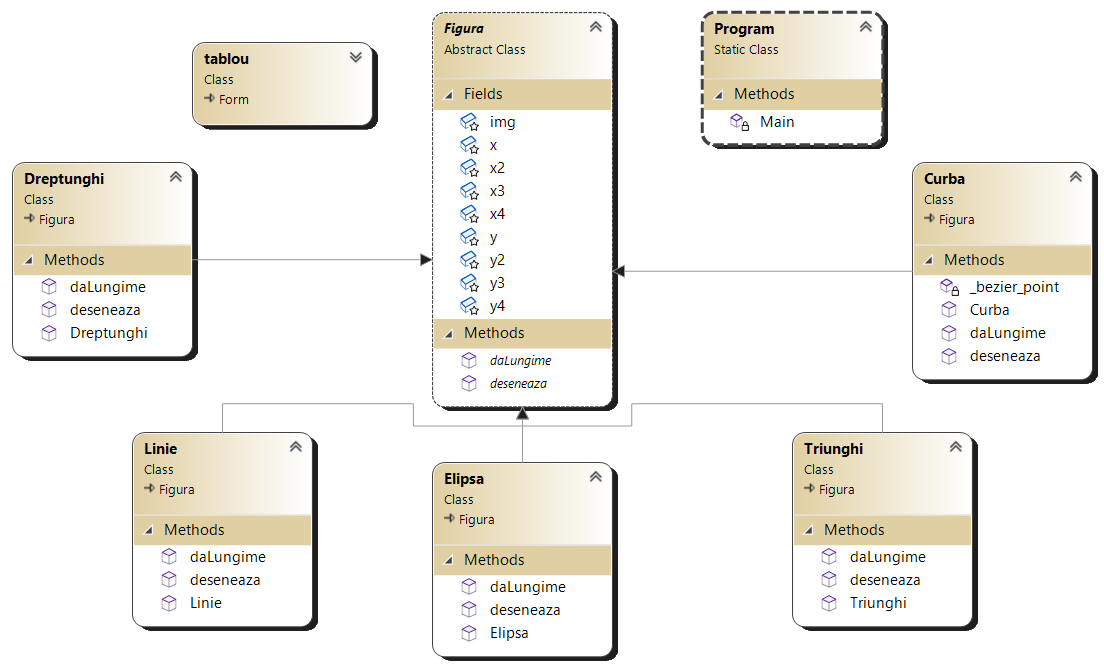 tablou
Class
Form
Figura
Abstract Class
Fields
img
x
x2
x3
x4
y
y2
y3
y4
Methods
daLungime
deseneaza
Program
Static Class
Methods
Main
Dreptunghi
Class
Figura
Methods
daLungime
deseneaza
Dreptunghi
Curba
Class
Figura
Methods
_bezier_point
Curba
daLungime
deseneaza
Linie
Class
Figura
Methods
daLungime
deseneaza
Linie
Elipsa
Class
Figura
Methods
daLungime
deseneaza
Elipsa
Triunghi
Class
Figura
Methods
daLungime
deseneaza
Triunghi